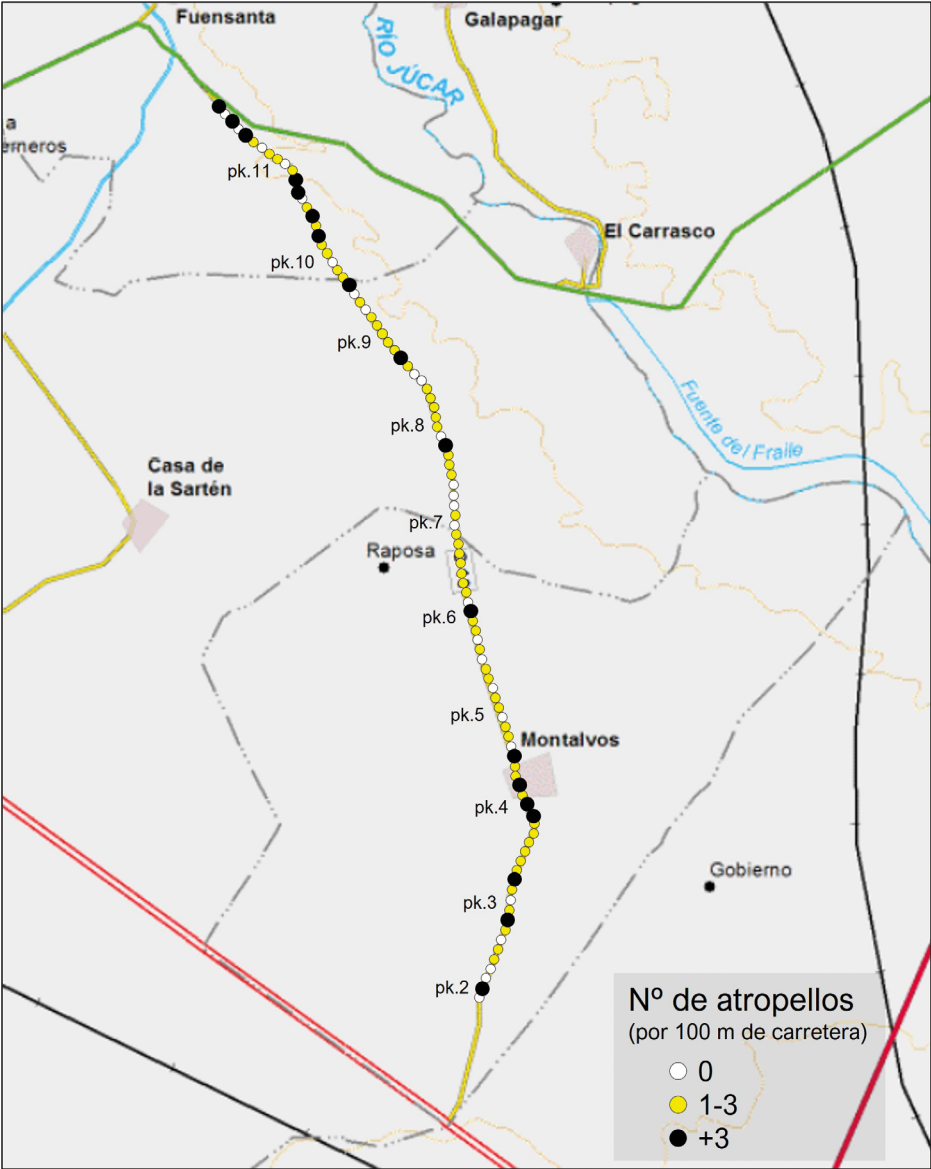 Fuensanta
Galapagar
RÍO JÚCAR
a
erneros
pk.11
El Carrasco
pk.10
pk.9
Fuente del Fraile
pk.8
Casa de
la Sartén
pk.7
Raposa
pk.6
pk.5
Montalvos
pk.4
Gobierno
pk.3
pk.2
Nº de atropellos
(por 100 m de carretera)
0
1-3
+3